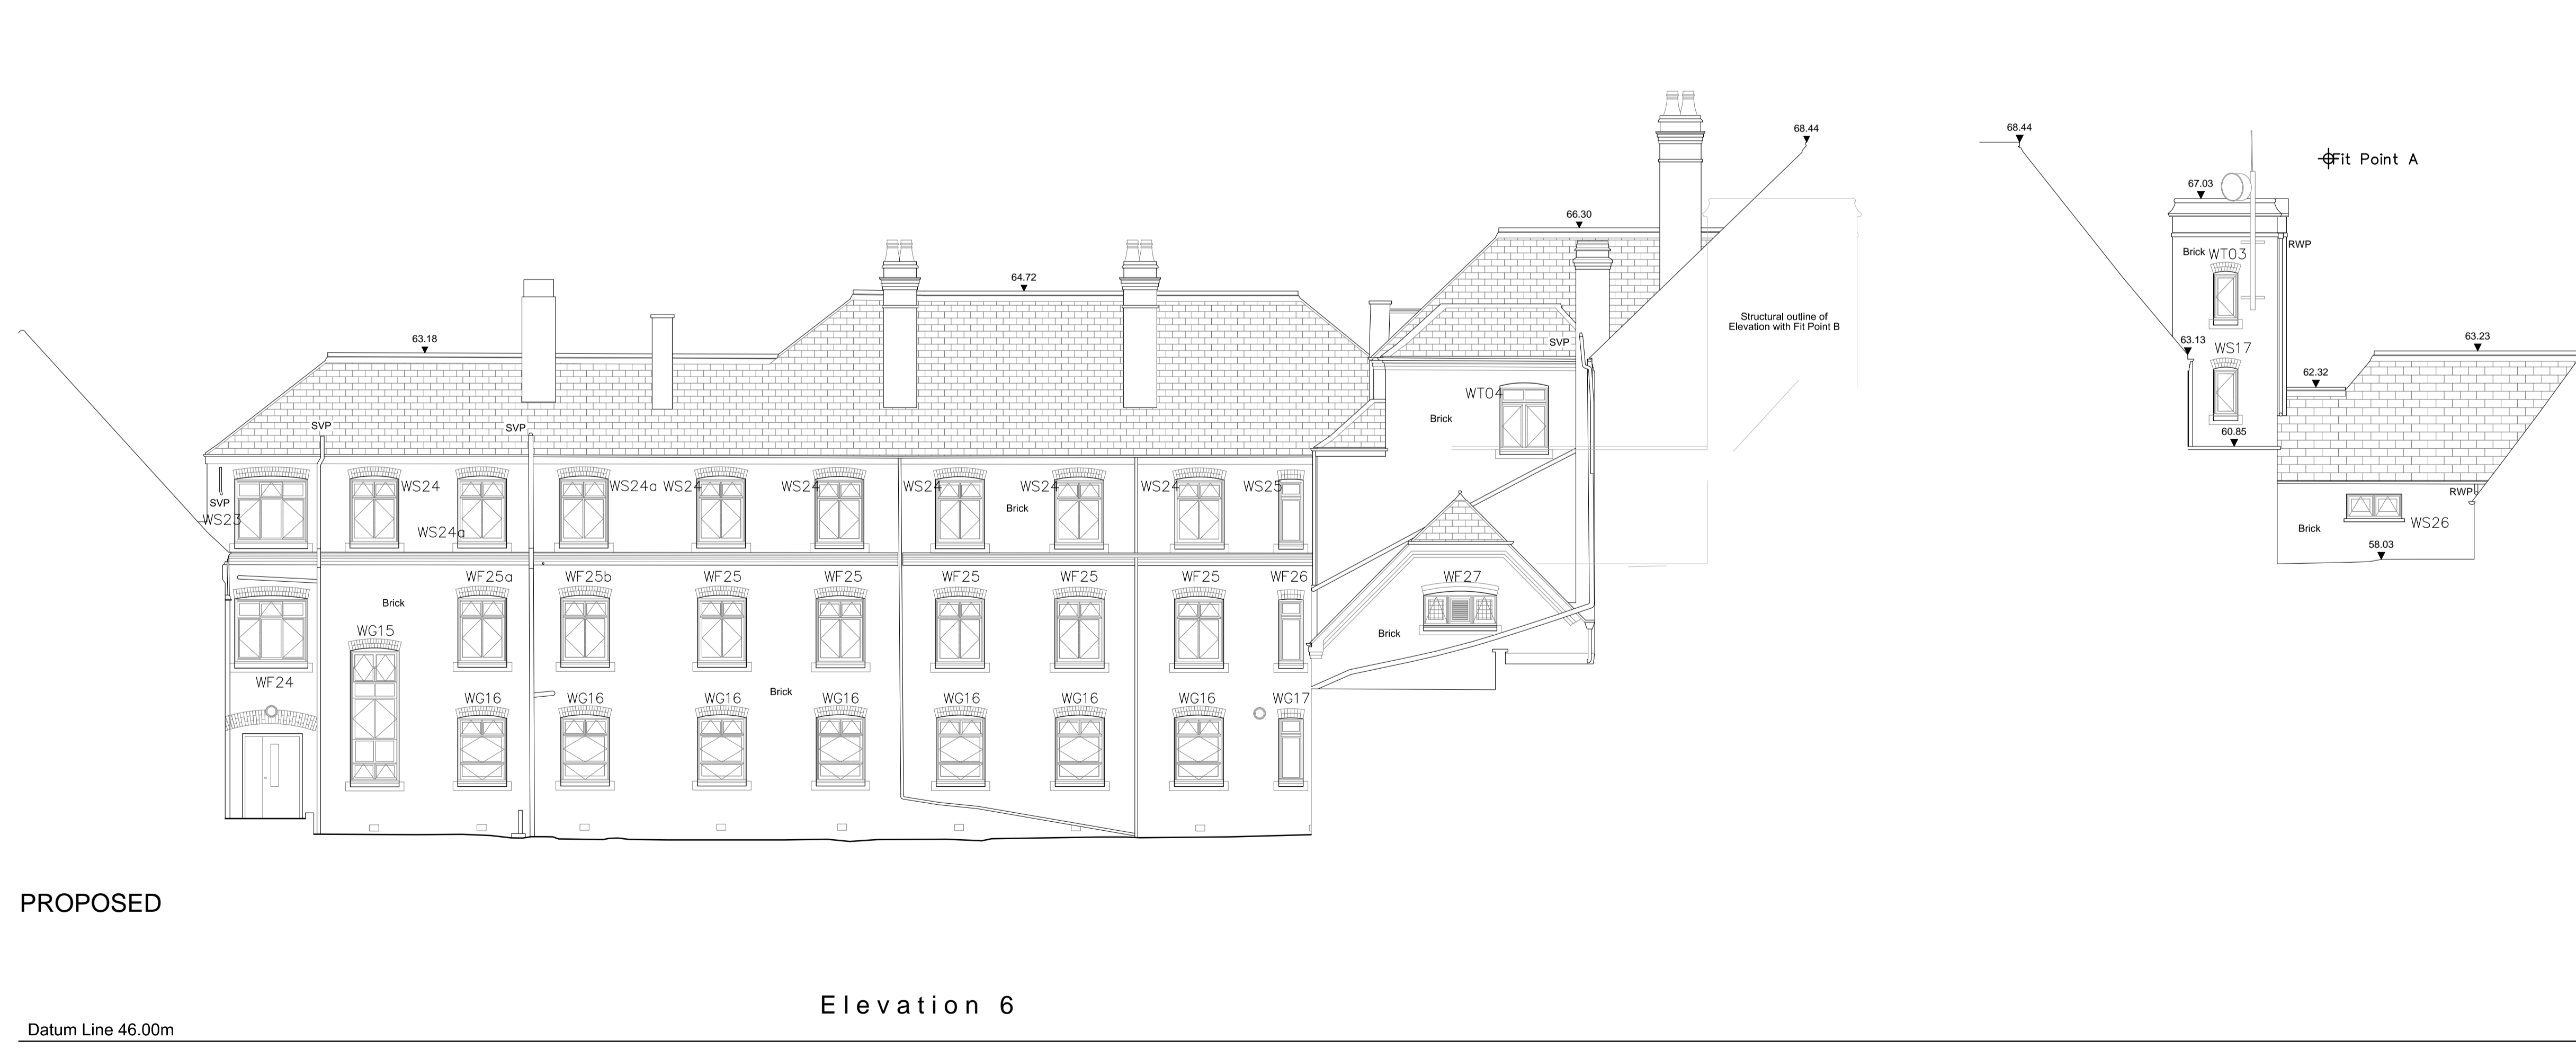 68.44
68.44
Fit Point A
67.03
66.30
RWP
Brick WT03
64.72
Structural outline of
Elevation with Fit Point B
63.18
SVP
63.13
WS17
63.23
62.32
WT04
Brick
SVP
SVP
60.85
WS24
WS24a
WS24
WS24
WS24
WS24
WS24
WS25
SVP
WS23
Brick
RWP
WS24a
Brick
WS26
58.03
WF25a
WF25b
WF25
WF25
WF25
WF25
WF25
WF26
WF27
Brick
WG15
Brick
WF24
Brick
WG16
WG16
WG16
WG16
WG16
WG16
WG16
WG17
PROPOSED
Elevation 6
Datum Line 46.00m